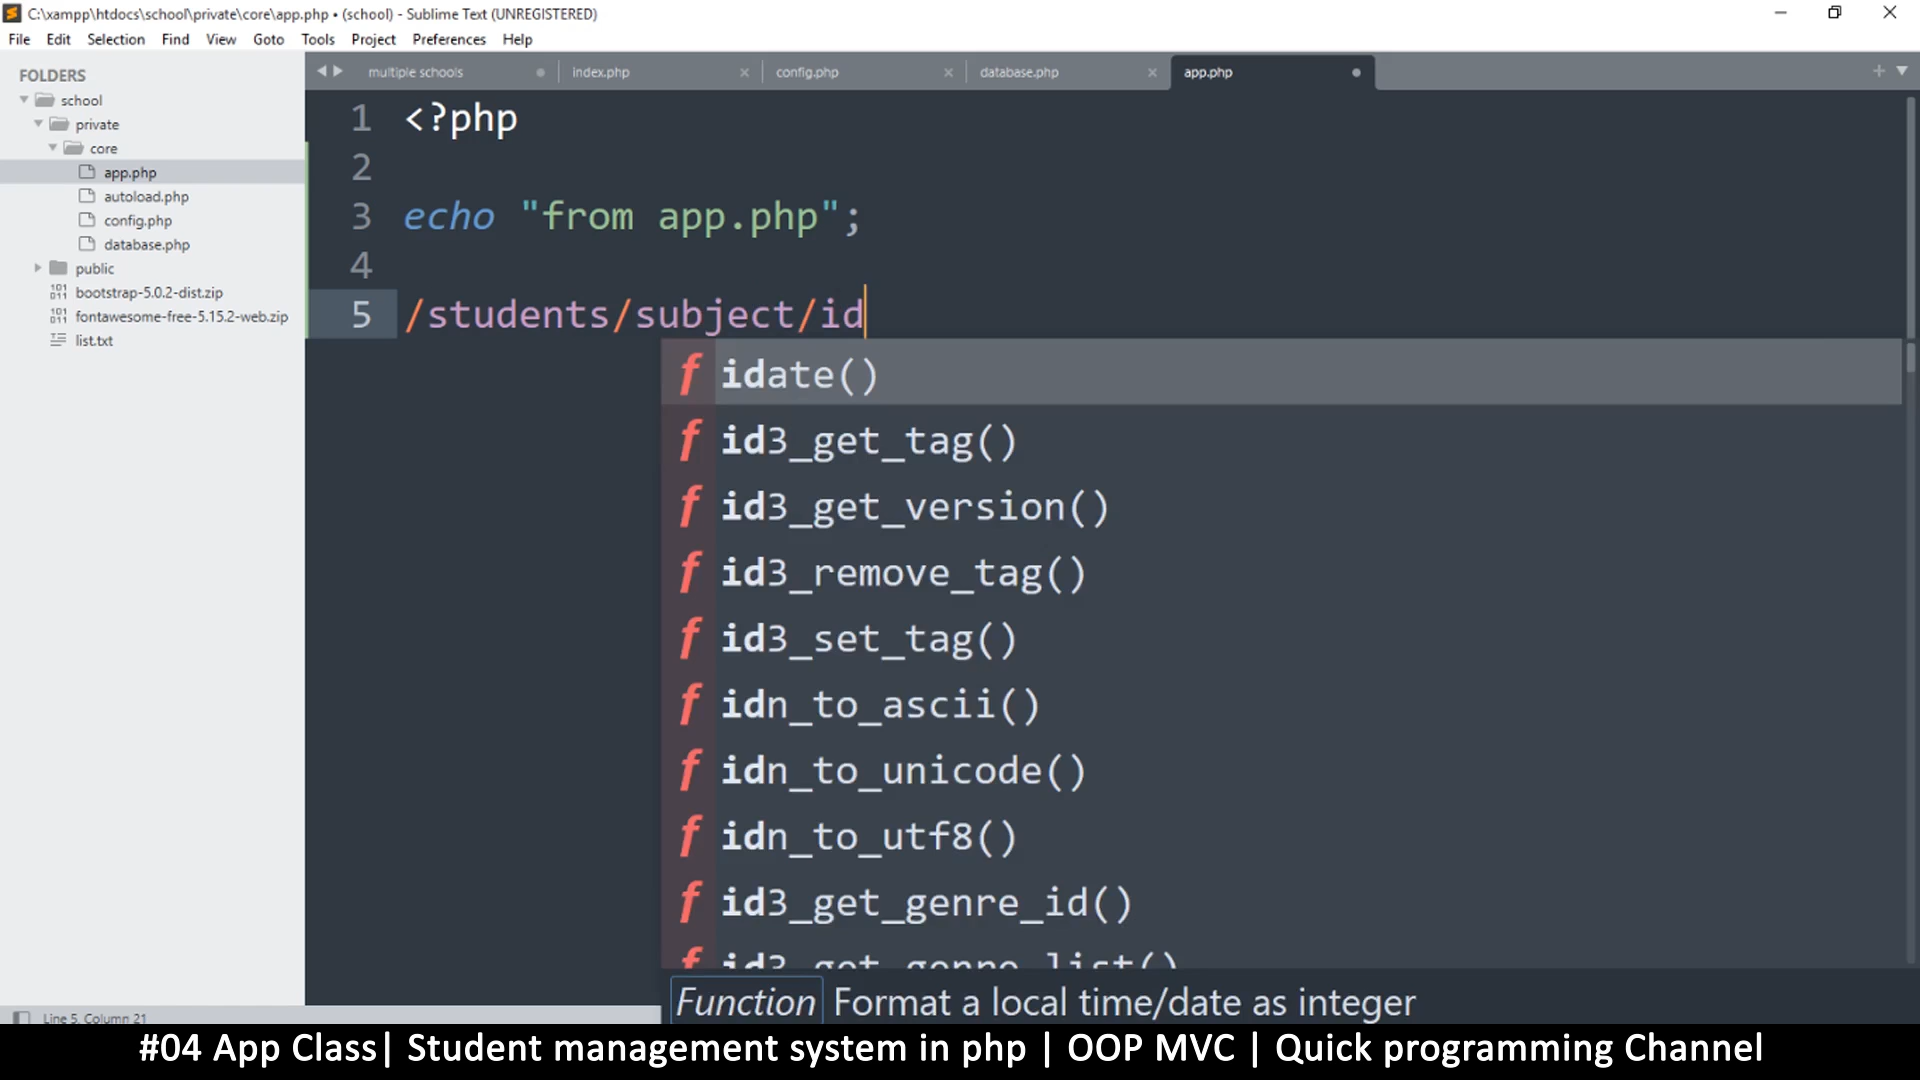 C:\xampp\htdocs\school\private\core\app.php • (school) - Sublime Text (UNREGISTERED)
File Edit Selection Find View Goto Tools Project Preferences Help
FOLDERS
school
private
core
app.php
autoload.php
config.php
database.php
public
bootstrap-5.0.2-dist.zip
fontawesome-free-5.15.2-web.zip
list.txt
multiple schools index.php config.php database.php app.php
1 <?php
2
3 echo "from app.php";
4
5 /students/subject/id
f idate()
f id3_get_tag()
f id3_get_version()
f id3_remove_tag()
f id3_set_tag()
f idn_to_ascii()
f idn_to_unicode()
f idn_to_utf8()
f id3_get_genre_id()
f id3_get_genre_list()
Function Format a local time/date as integer
Line 5, Column 21
#04 App Class| Student management system in php | OOP MVC | Quick programming Channel